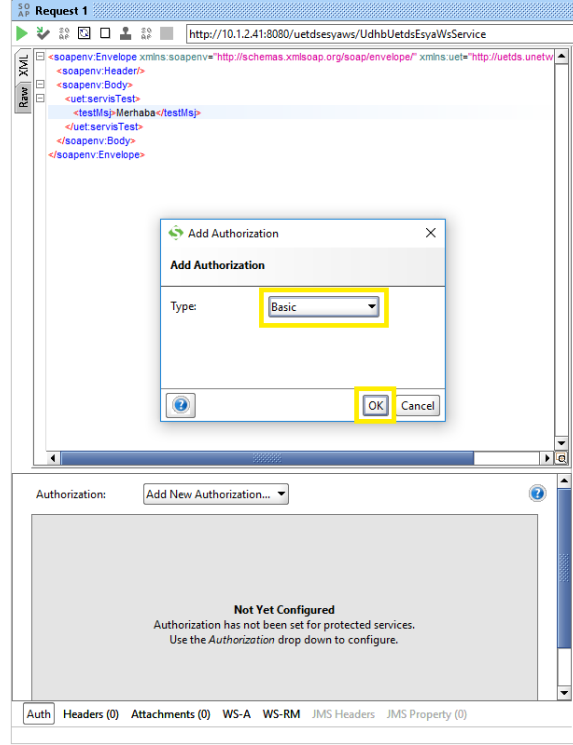 SO AP Request 1
http://10.1.2.41:8080/uetdsesyaws/UdhbUetdsEsyaWsService
XML
Raw
<soapenv:Envelope xmlns:soapenv="http://schemas.xmlsoap.org/soap/envelope/" xmlns:uet="http://uetds.unetw
<soapenv:Header/>
<soapenv:Body>
<uet:servisTest>
<testMsj>Merhaba</testMsj>
</uet:servisTest>
</soapenv:Body>
</soapenv:Envelope>
Add Authorization
Add Authorization
Type: Basic
OK Cancel
Authorization: Add New Authorization...
Not Yet Configured
Authorization has not been set for protected services.
Use the Authorization drop down to configure.
Auth Headers (0) Attachments (0) WS-A WS-RM JMS Headers JMS Property (0)